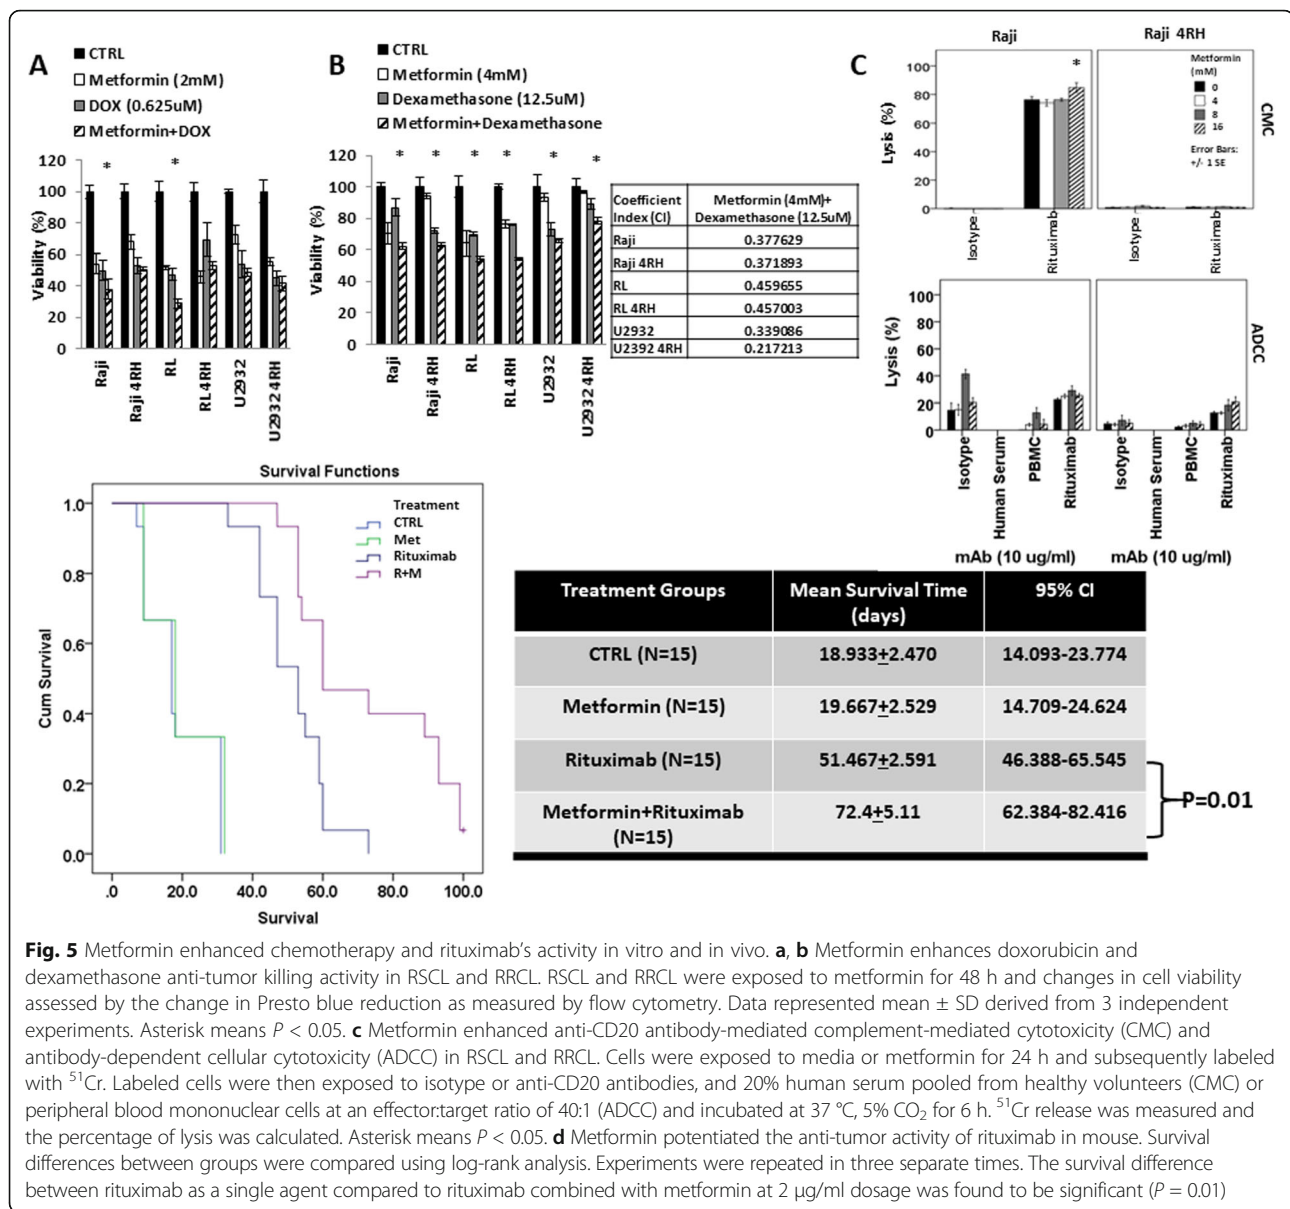 A
CTRL
Metformin (2mM)
DOX (0.625uM)
Metformin+DOX
Viability (%)
120
100
80
60
40
20
0
Raji
Raji 4RH
RL
RL 4RH
U2932
U2932 4RH
*
*
B
CTRL
Metformin (4mM)
Dexamethasone (12.5uM)
Metformin+Dexamethasone
Viability (%)
120
100
80
60
40
20
0
* * * * * *
Raji
Raji 4RH
RL
RL 4RH
U2932
U2932 4RH
Coefficient Index (CI) Metformin (4mM)+ Dexamethasone (12.5uM)
Raji 0.377629
Raji 4RH 0.371893
RL 0.459655
RL 4RH 0.457003
U2932 0.339086
U2392 4RH 0.217213
C
Raji
Raji 4RH
Lysis (%)
100
80
60
40
20
0
*
Metformin
(mM)
0
4
8
16
Error Bars:
+/- 1 SE
CMC
Isotype
Rituximab
Isotype
Rituximab
Lysis (%)
100
80
60
40
20
0
ADCC
Isotype
Human Serum
PBMC
Rituximab
Isotype
Human Serum
PBMC
Rituximab
mAb (10 ug/ml) mAb (10 ug/ml)
Survival Functions
Treatment
CTRL
Met
Rituximab
R+M
Cum Survival
1.0
0.8
0.6
0.4
0.2
0.0
.0 20.0 40.0 60.0 80.0 100.0
Survival
Treatment Groups Mean Survival Time (days) 95% CI
CTRL (N=15) 18.933±2.470 14.093-23.774
Metformin (N=15) 19.667±2.529 14.709-24.624
Rituximab (N=15) 51.467±2.591 46.388-65.545
Metformin+Rituximab (N=15) 72.4±5.11 62.384-82.416
P=0.01
Fig. 5 Metformin enhanced chemotherapy and rituximab's activity in vitro and in vivo. a, b Metformin enhances doxorubicin and
dexamethasone anti-tumor killing activity in RSCL and RRCL. RSCL and RRCL were exposed to metformin for 48 h and changes in cell viability
assessed by the change in Presto blue reduction as measured by flow cytometry. Data represented mean ± SD derived from 3 independent
experiments. Asterisk means P < 0.05. c Metformin enhanced anti-CD20 antibody-mediated complement-mediated cytotoxicity (CMC) and
antibody-dependent cellular cytotoxicity (ADCC) in RSCL and RRCL. Cells were exposed to media or metformin for 24 h and subsequently labeled
with ⁵¹Cr. Labeled cells were then exposed to isotype or anti-CD20 antibodies, and 20% human serum pooled from healthy volunteers (CMC) or
peripheral blood mononuclear cells at an effector:target ratio of 40:1 (ADCC) and incubated at 37 °C, 5% CO₂ for 6 h. ⁵¹Cr release was measured and
the percentage of lysis was calculated. Asterisk means P < 0.05. d Metformin potentiated the anti-tumor activity of rituximab in mouse. Survival
differences between groups were compared using log-rank analysis. Experiments were repeated in three separate times. The survival difference
between rituximab as a single agent compared to rituximab combined with metformin at 2 μg/ml dosage was found to be significant (P = 0.01)